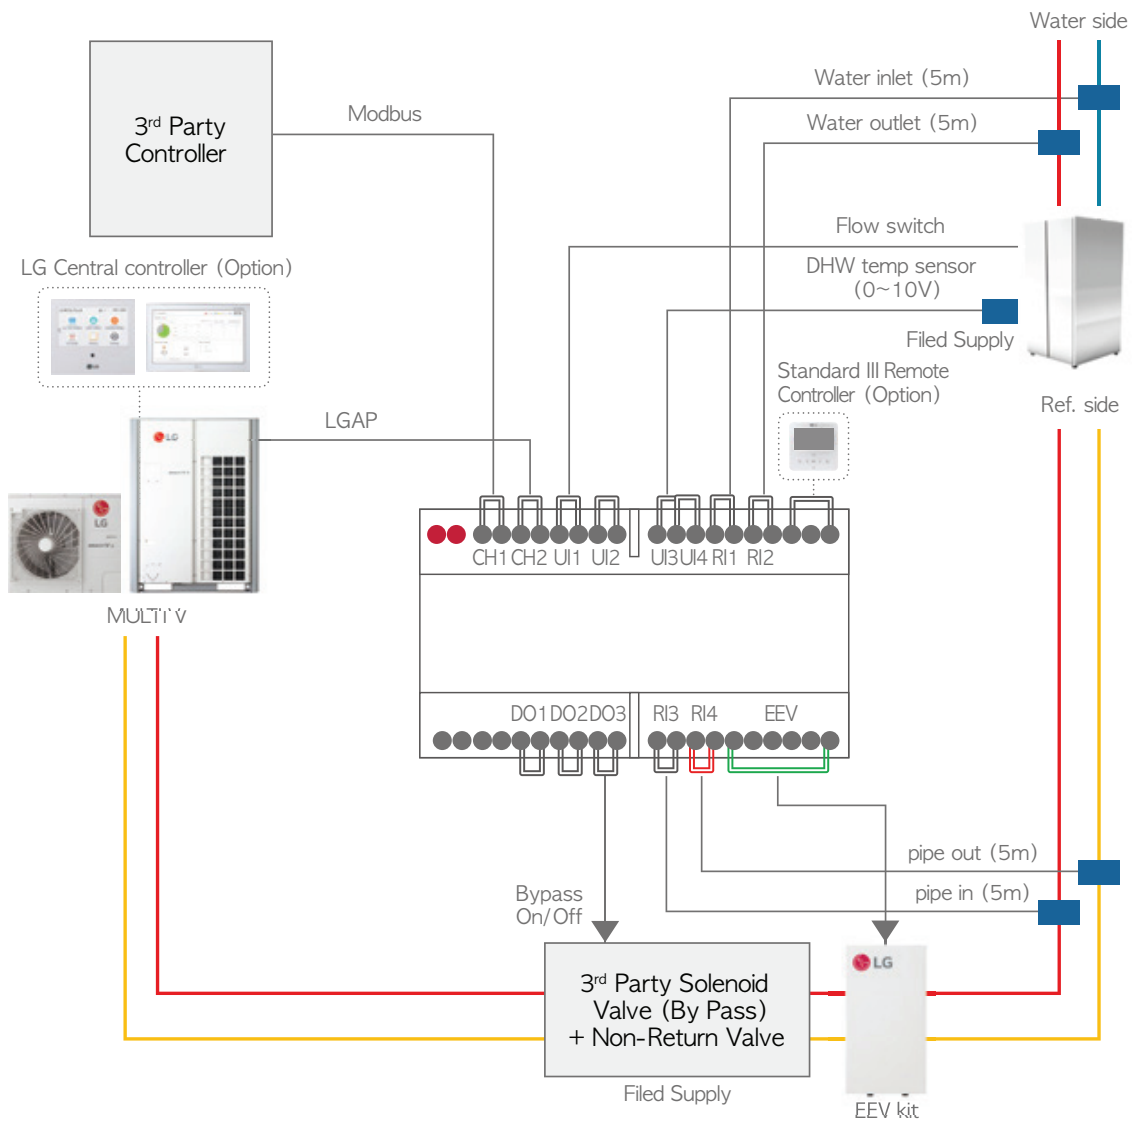 Water side
Water inlet (5m)
3rd Party
Controller
Modbus
Water outlet (5m)
Flow switch
LG Central controller (Option)
DHW temp sensor
(0~10V)
Filed Supply
Standard III Remote
Controller (Option)
Ref. side
LGAP
LG
LG
CH1 CH2 UI1 UI2 UI3 UI4 RI1 RI2
MULTI V
DO1 DO2 DO3 RI3 RI4 EEV
pipe out (5m)
pipe in (5m)
Bypass
On/Off
LG
3rd Party Solenoid
Valve (By Pass)
+ Non-Return Valve
Filed Supply
EEV kit